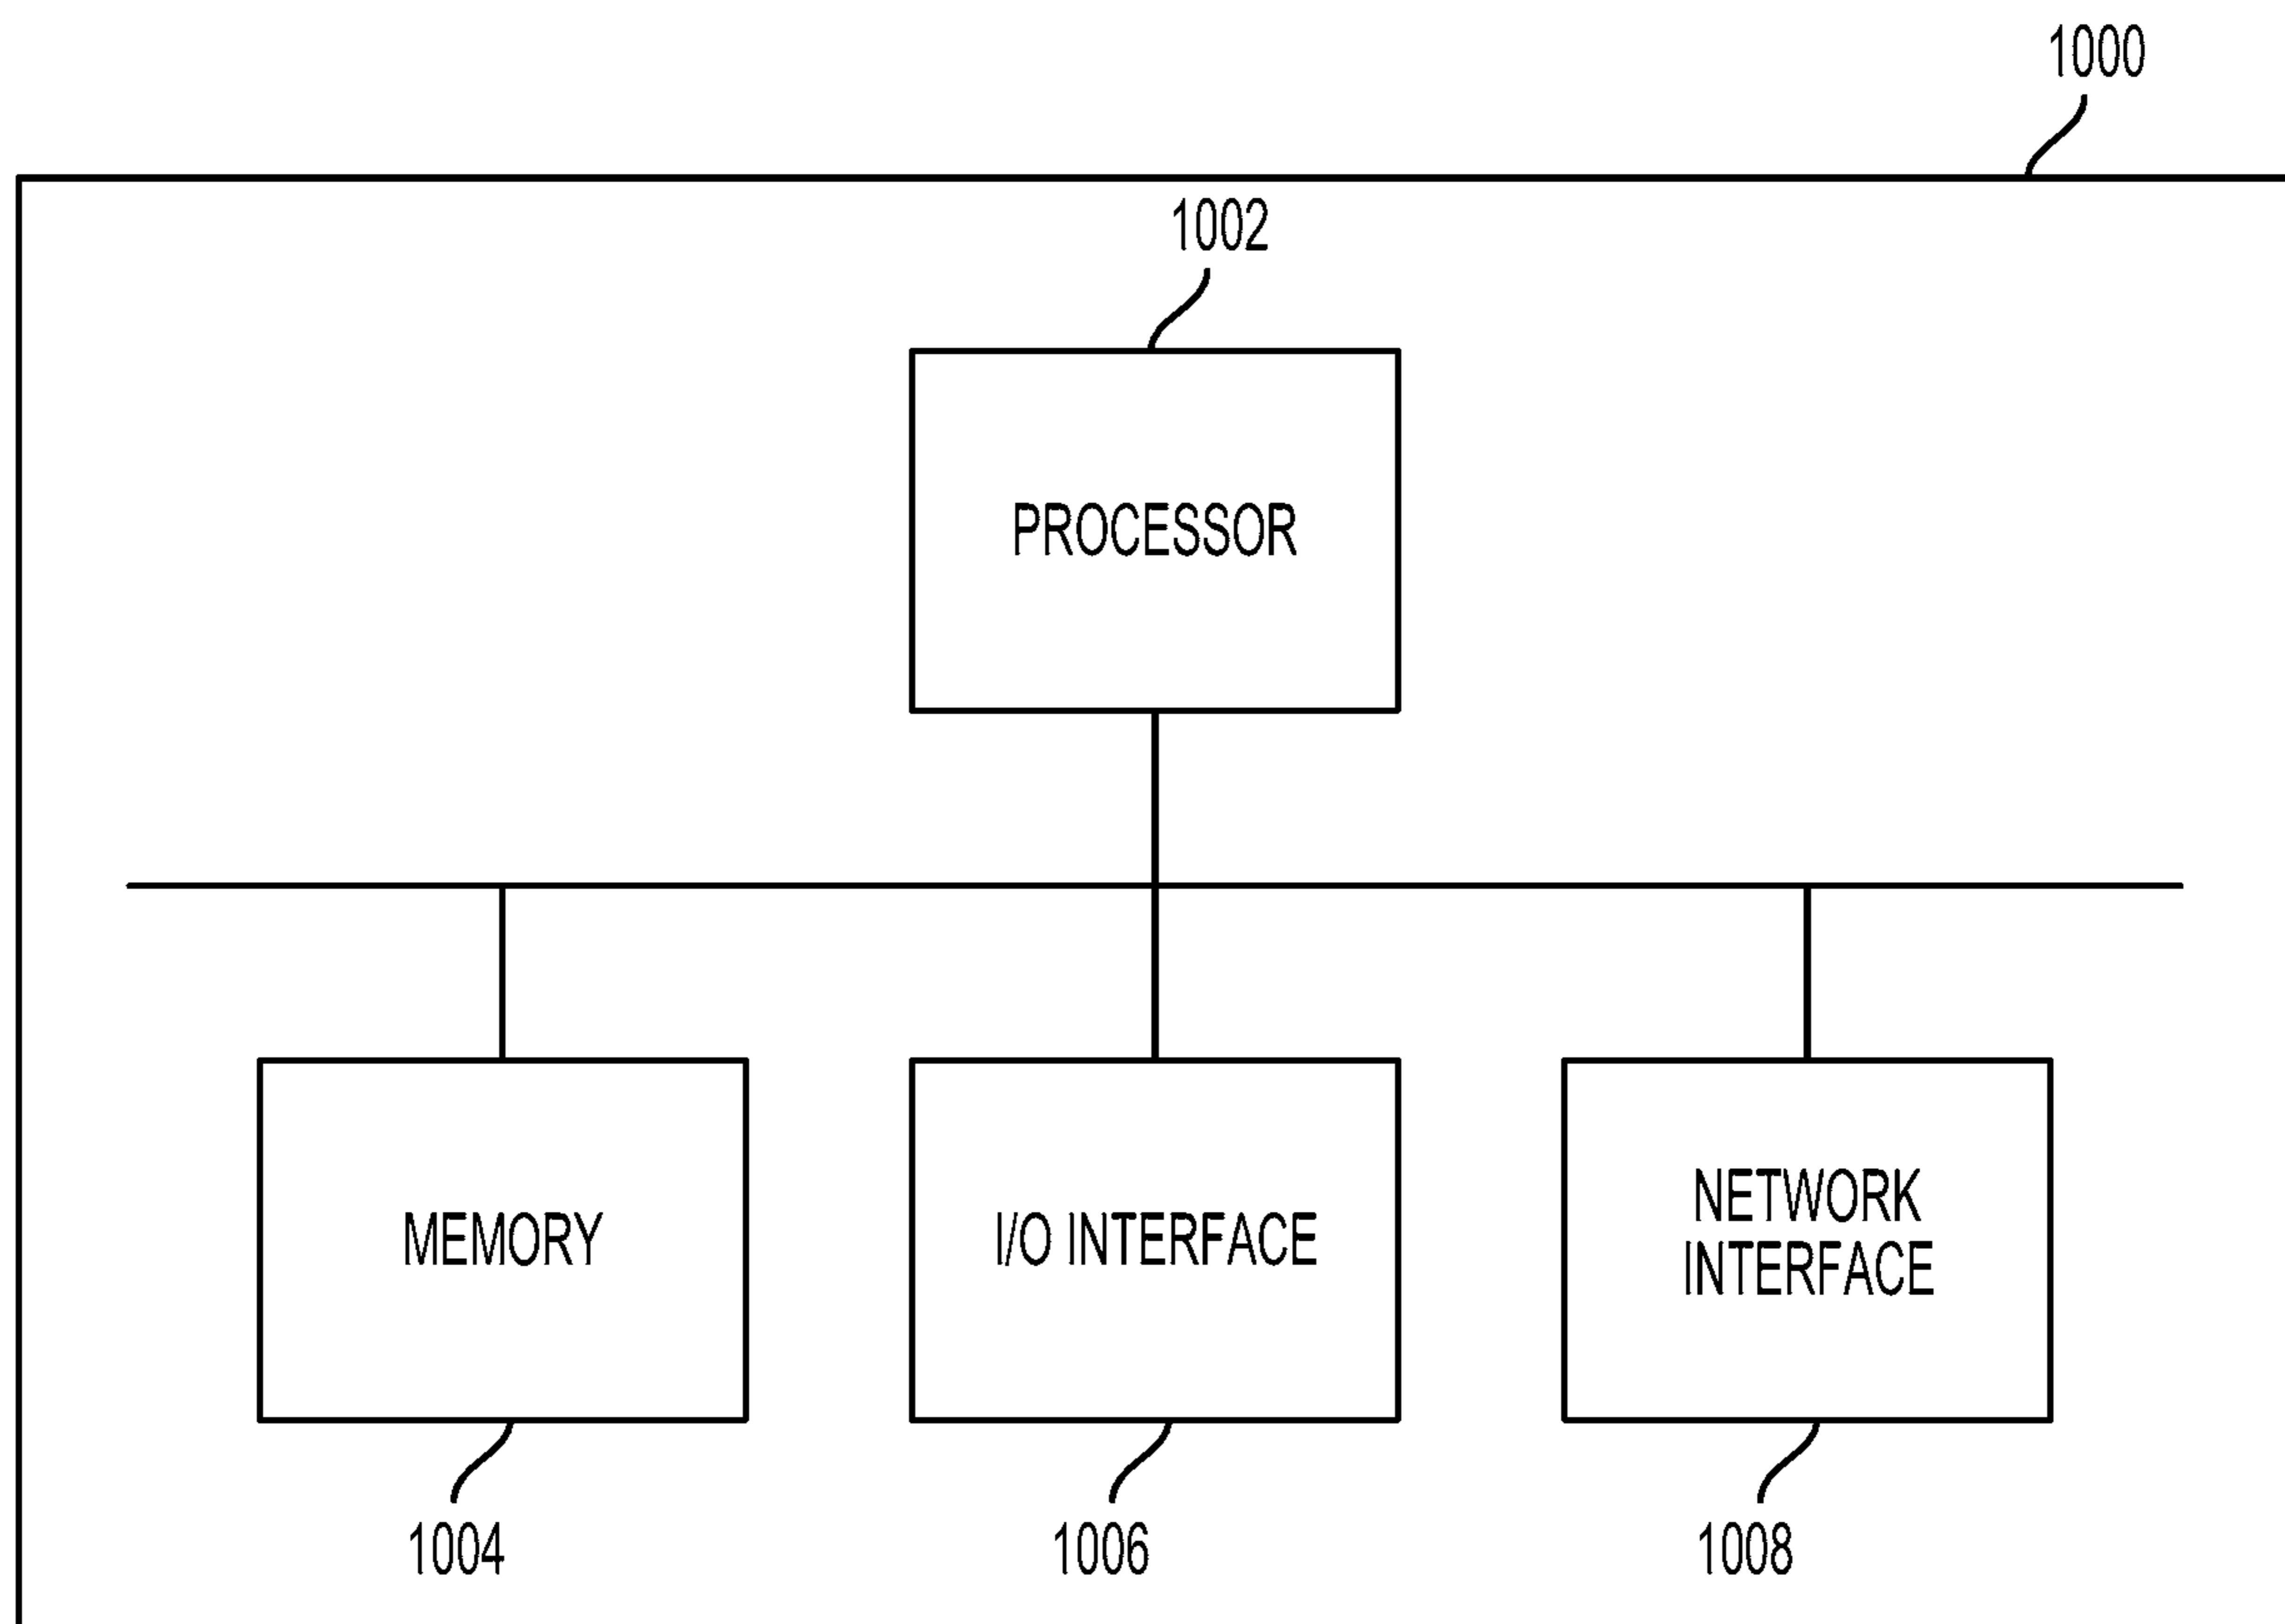 1000
1002
PROCESSOR
MEMORY
I/O INTERFACE
NETWORK
INTERFACE
1004
1006
1008